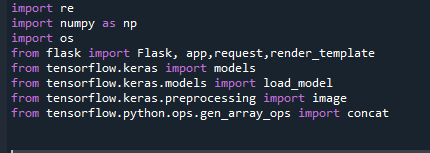 import re
import numpy as np
import os
from flask import Flask, app,request,render_template
from tensorflow.keras import models
from tensorflow.keras.models import load_model
from tensorflow.keras.preprocessing import image
from tensorflow.python.ops.gen_array_ops import concat